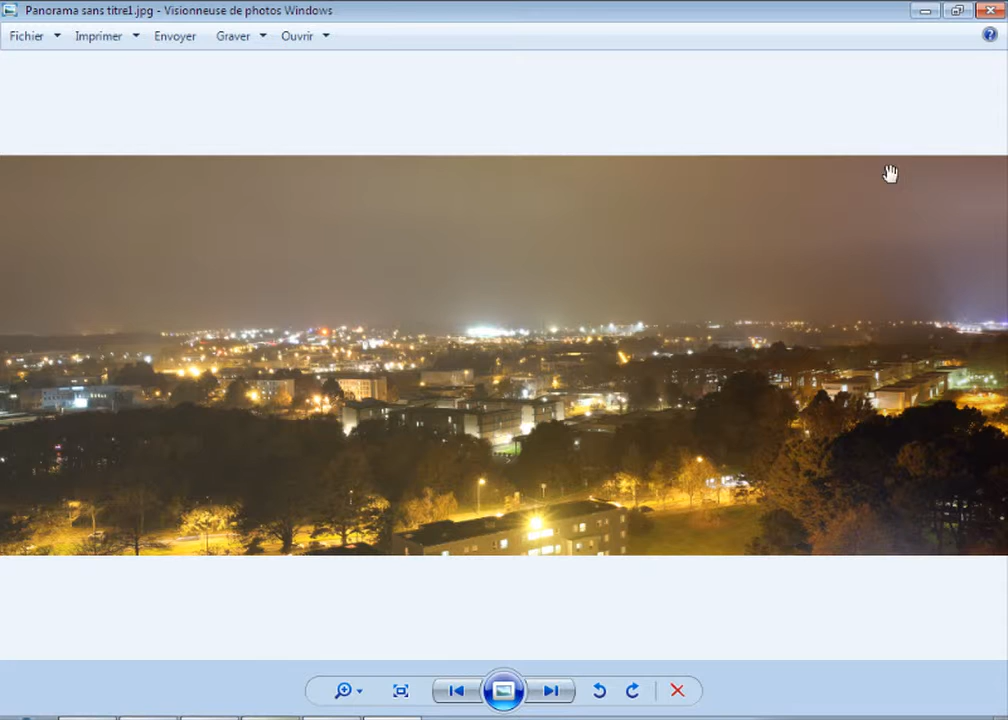 Panorama sans titre1.jpg - Visionneuse de photos Windows
Fichier Imprimer Envoyer Graver Ouvrir